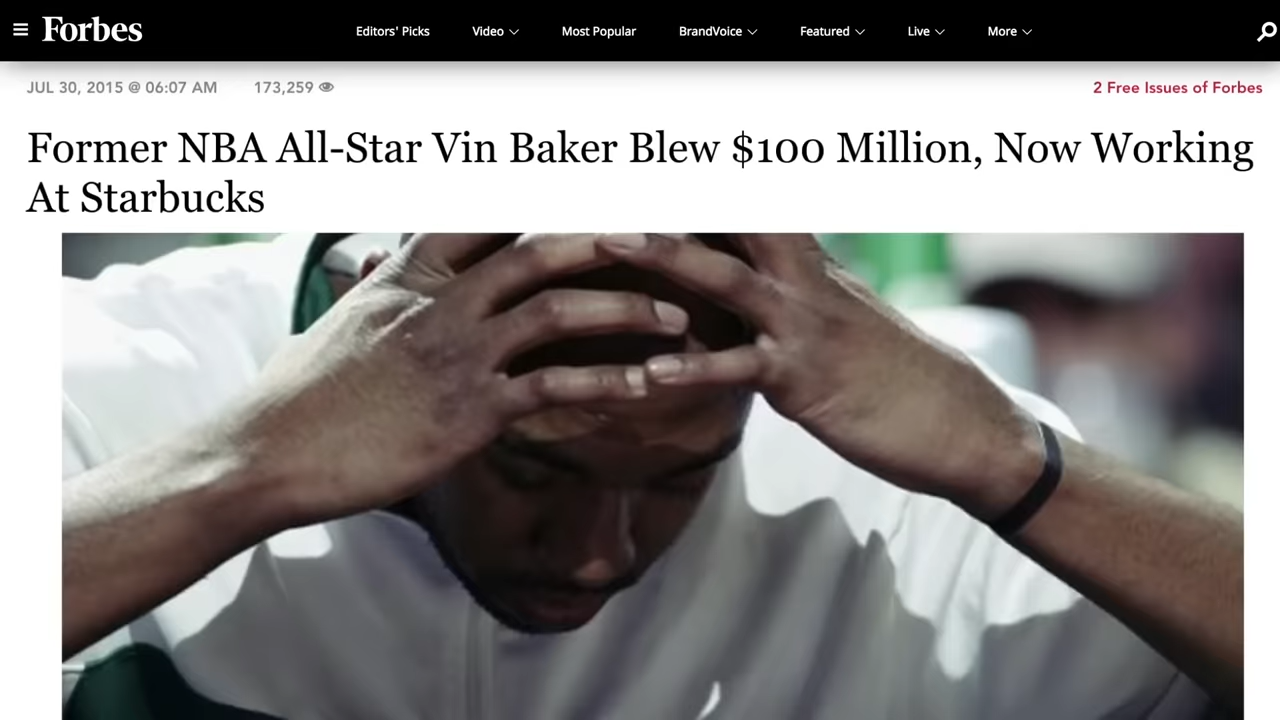 Forbes Editors' Picks Video Most Popular BrandVoice Featured Live More
JUL 30, 2015 @ 06:07 AM 173,259 2 Free Issues of Forbes
Former NBA All-Star Vin Baker Blew $100 Million, Now Working
At Starbucks